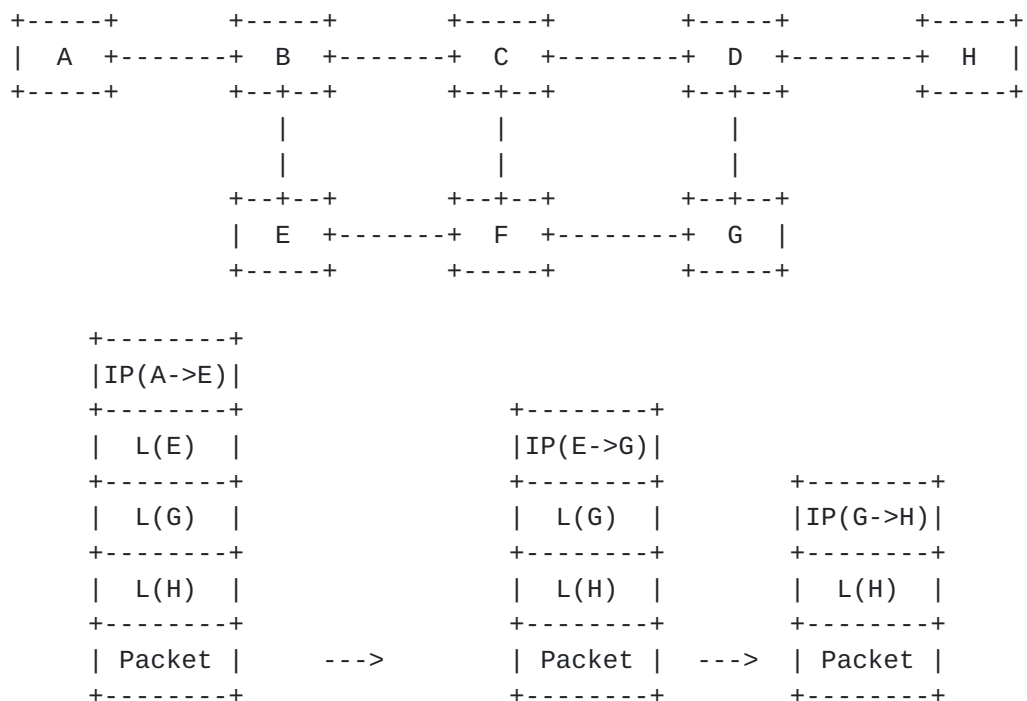 +-----+       +-----+       +-----+        +-----+        +-----+
|  A  +-------+  B  +-------+  C  +--------+  D  +--------+  H  |
+-----+       +--+--+       +--+--+        +--+--+        +-----+
                 |             |              |
                 |             |              |
              +--+--+       +--+--+        +--+--+
              |  E  +-------+  F  +--------+  G  |
              +-----+       +-----+        +-----+
     +--------+
     |IP(A->E)|
     +--------+                 +--------+
     |  L(E)  |                 |IP(E->G)|
     +--------+                 +--------+        +--------+
     |  L(G)  |                 |  L(G)  |        |IP(G->H)|
     +--------+                 +--------+        +--------+
     |  L(H)  |                 |  L(H)  |        |  L(H)  |
     +--------+                 +--------+        +--------+
     | Packet |     --->        | Packet |  --->  | Packet |
     +--------+                 +--------+        +--------+